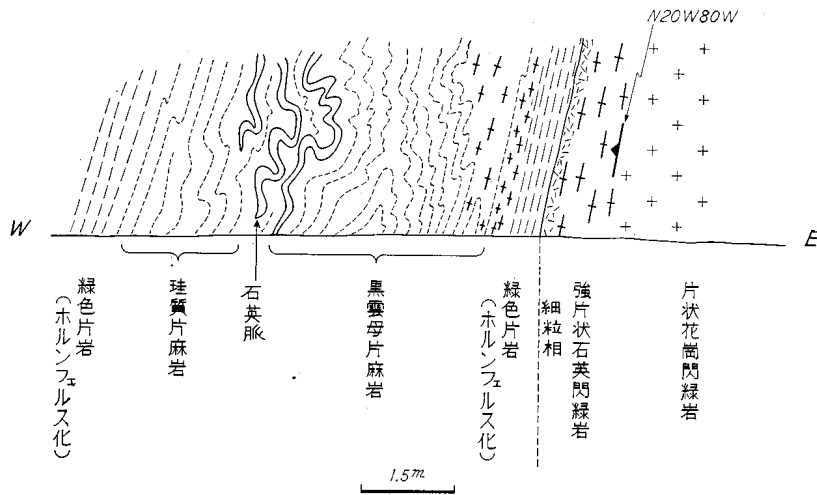 N20W80W
W
E
緑色片岩
(ホルンフェルス化)
珪質片麻岩
石英脈
黒雲母片麻岩
緑色片岩
(ホルンフェルス化)
細粒相
強片状石英閃緑岩
片状花崗閃緑岩
1.5m